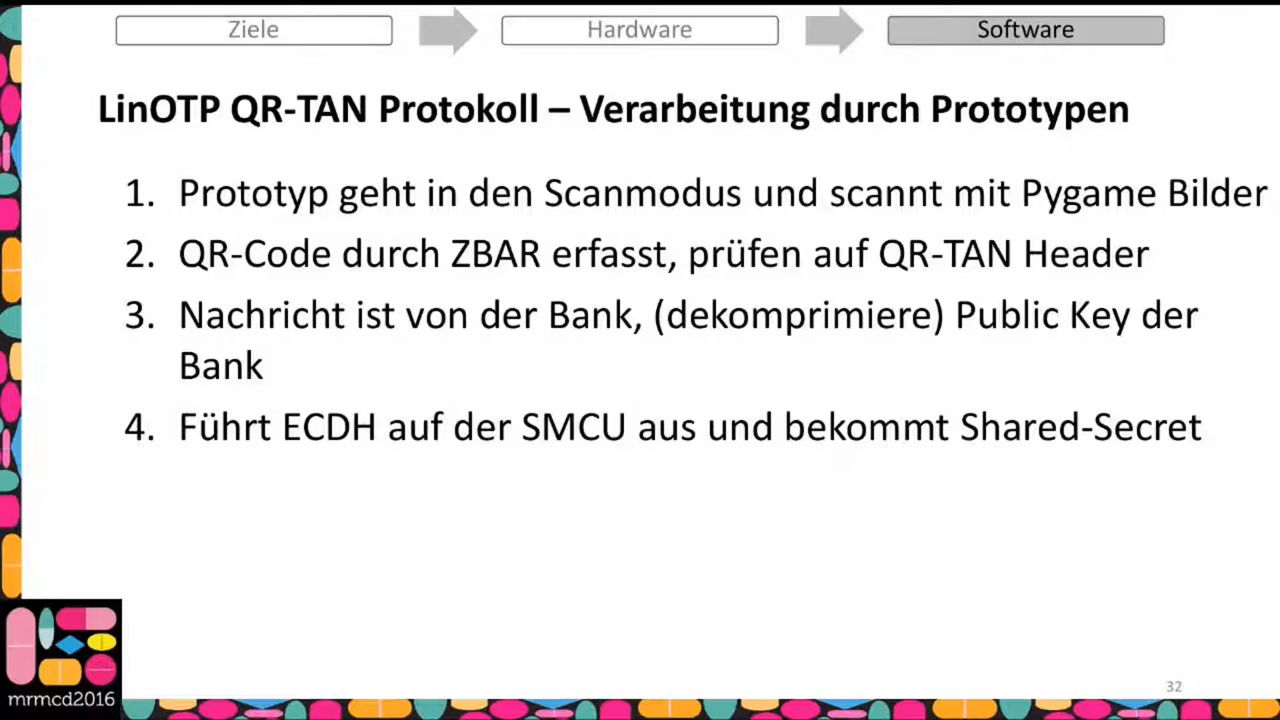 Ziele
Hardware
Software
LinOTP QR-TAN Protokoll – Verarbeitung durch Prototypen
1. Prototyp geht in den Scanmodus und scannt mit Pygame Bilder
2. QR-Code durch ZBAR erfasst, prüfen auf QR-TAN Header
3. Nachricht ist von der Bank, (dekomprimiere) Public Key der
Bank
4. Führt ECDH auf der SMCU aus und bekommt Shared-Secret
32
mrmcd2016